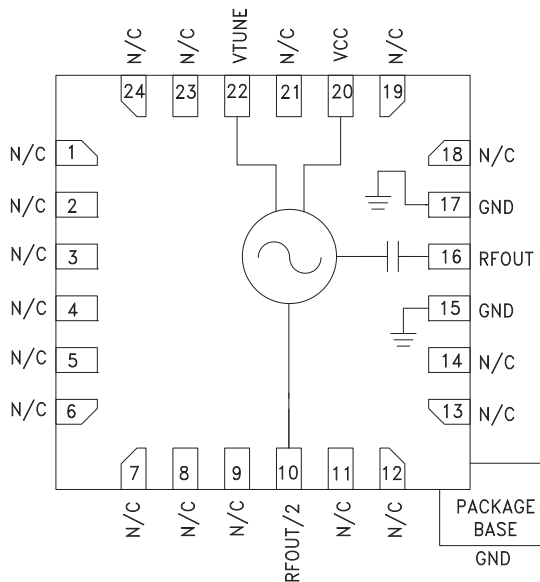 N/C
N/C
VTUNE
N/C
VCC
N/C
24
23
22
21
20
19
N/C 1
N/C 2
N/C 3
N/C 4
N/C 5
N/C 6
18 N/C
17 GND
16 RFOUT
15 GND
14 N/C
13 N/C
7
8
9
10
11
12
N/C
N/C
N/C
RFOUT/2
N/C
N/C
PACKAGE
BASE
GND